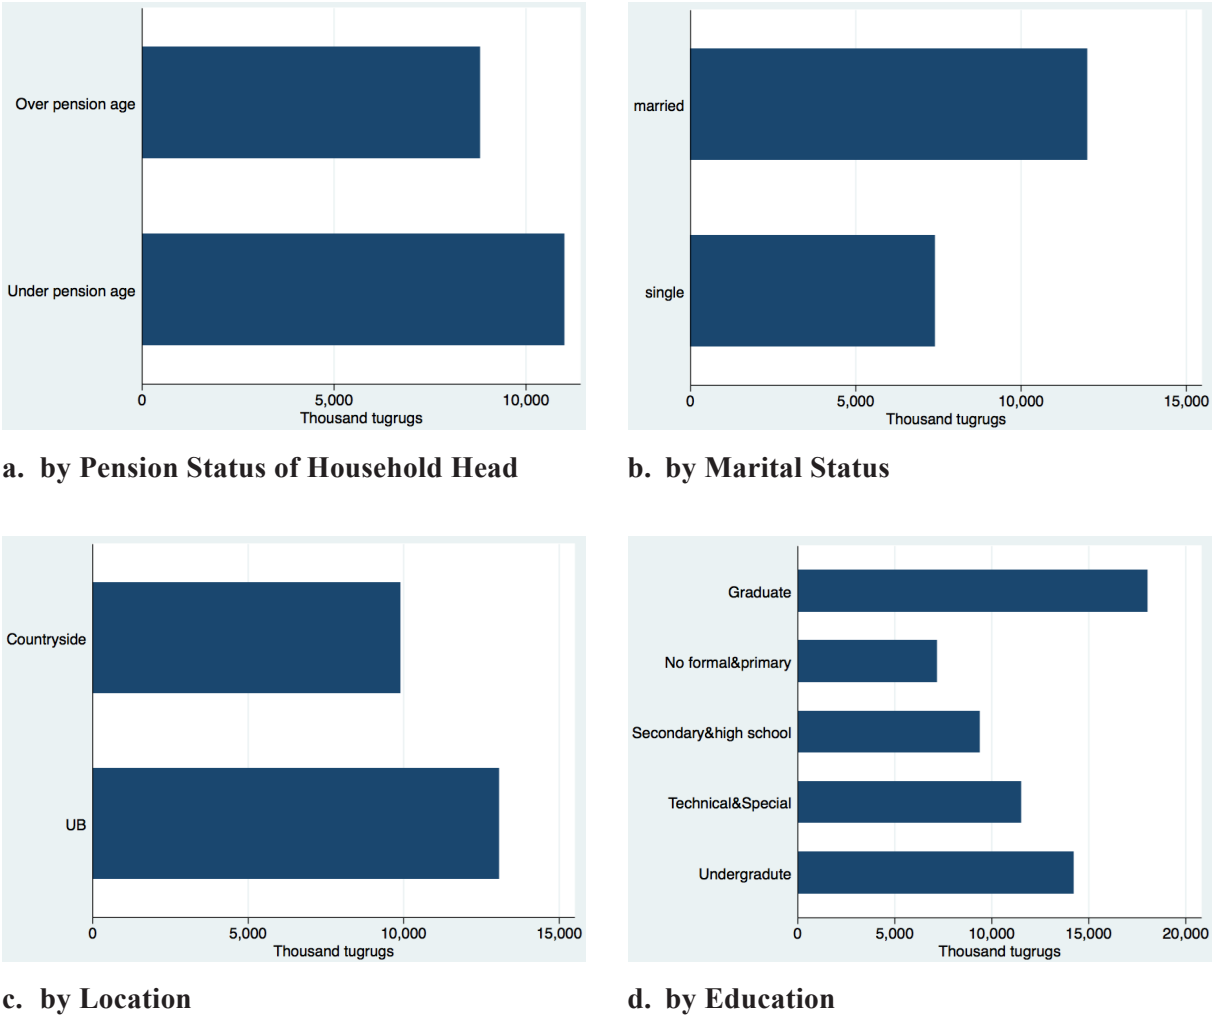 Over pension age
Under pension age
0 5,000 10,000
Thousand tugrugs
a. by Pension Status of Household Head
married
single
0 5,000 10,000 15,000
Thousand tugrugs
b. by Marital Status
Countryside
UB
0 5,000 10,000 15,000
Thousand tugrugs
c. by Location
Graduate
No formal&primary
Secondary&high school
Technical&Special
Undergradute
0 5,000 10,000 15,000 20,000
Thousand tugrugs
d. by Education